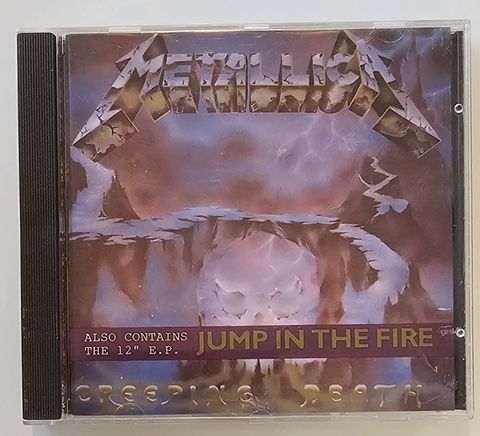 METALLICA
ALSO CONTAINS
THE 12" E.P.
JUMP IN THE FIRE
CREEPING DEATH